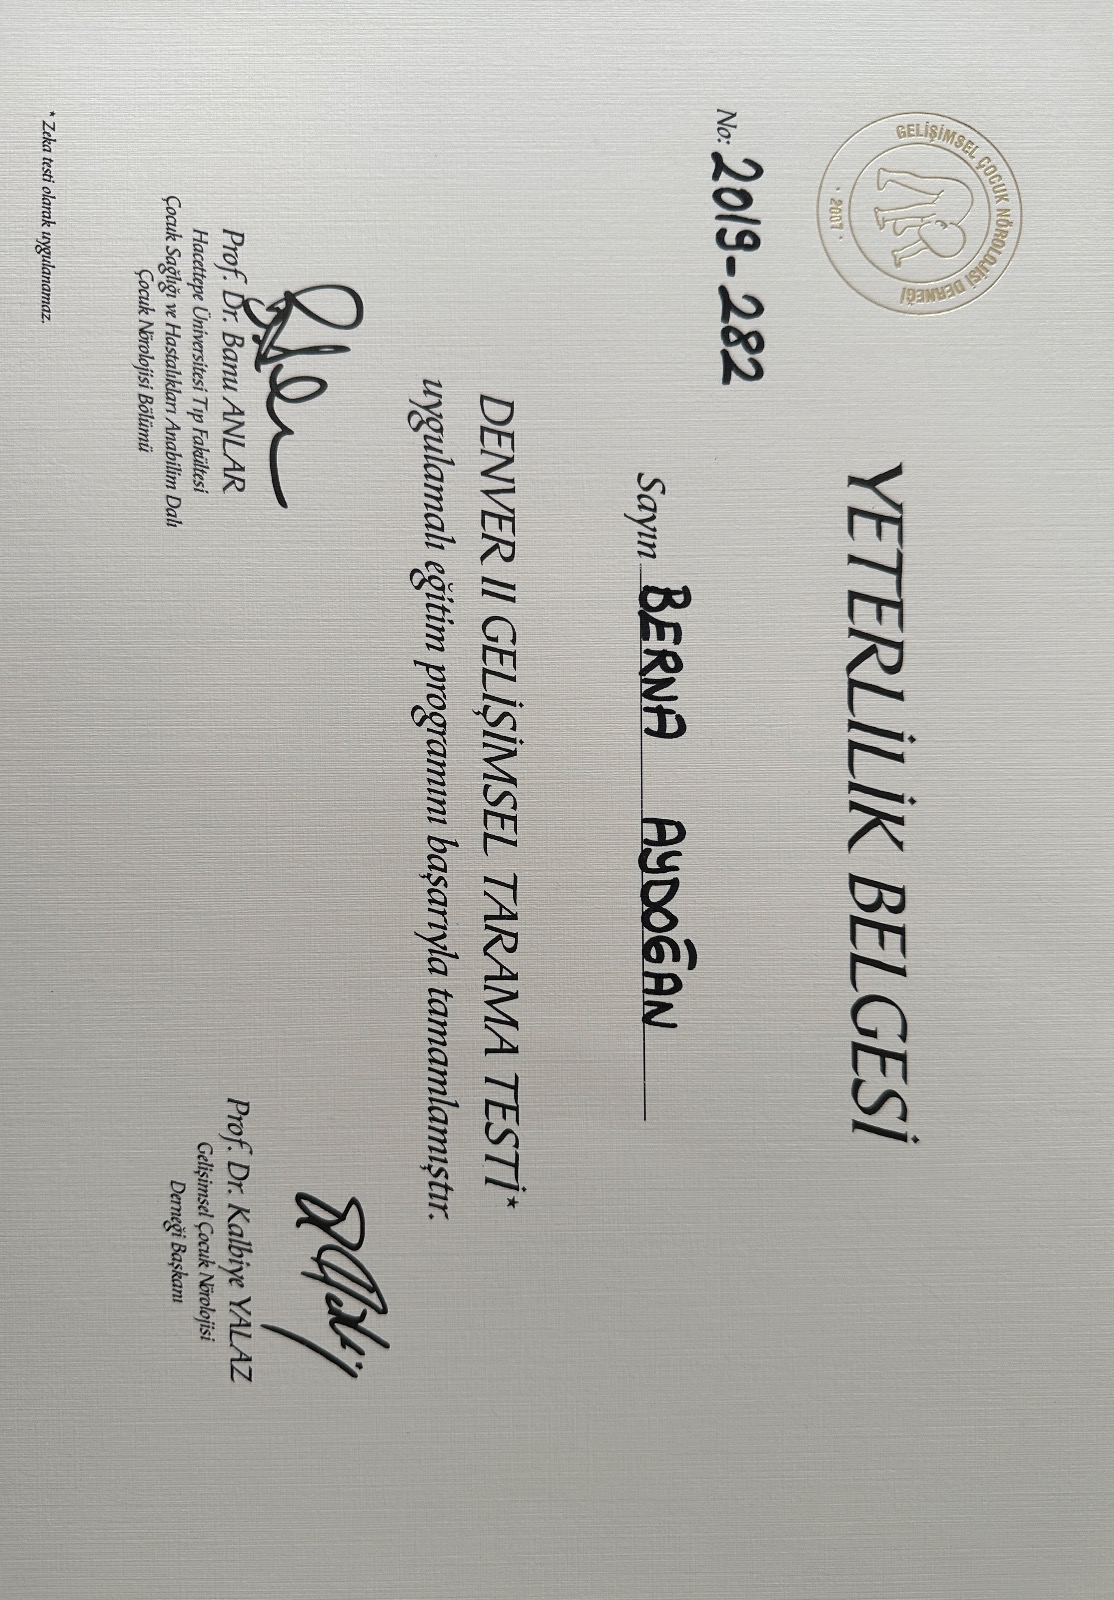 GELİŞİMSEL ÇOCUK NÖROLOJİSİ DERNEĞİ
· 2007 ·
No: 2019-282
YETERLİLİK BELGESİ
Sayın BERNA AYDOĞAN
DENVER II GELİŞİMSEL TARAMA TESTİ*
uygulamalı eğitim programını başarıyla tamamlamıştır.
Prof. Dr. Banu ANLAR
Hacettepe Üniversitesi Tıp Fakültesi
Çocuk Sağlığı ve Hastalıkları Anabilim Dalı
Çocuk Nörolojisi Bölümü
Prof. Dr. Kalbiye YALAZ
Gelişimsel Çocuk Nörolojisi
Derneği Başkanı
* Zeka testi olarak uygulanamaz.